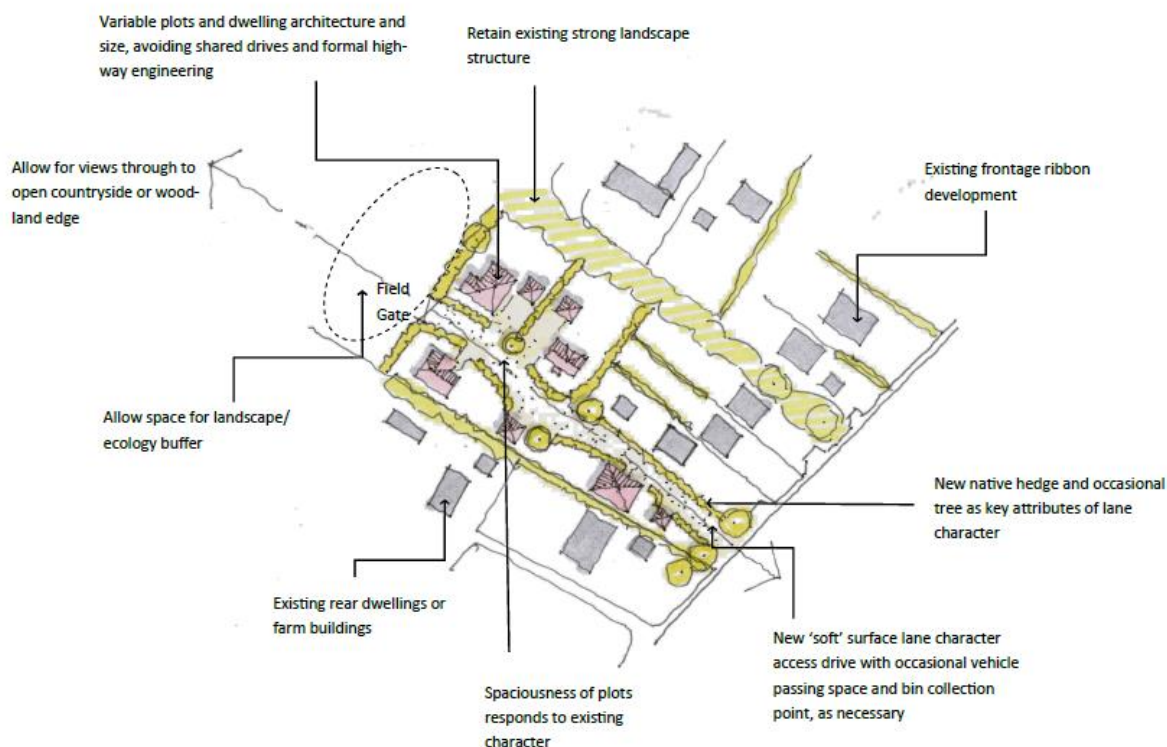 Variable plots and dwelling architecture and
size, avoiding shared drives and formal high-
way engineering
Retain existing strong landscape
structure
Allow for views through to
open countryside or wood-
land edge
Existing frontage ribbon
development
Field
Gate
Allow space for landscape/
ecology buffer
New native hedge and occasional
tree as key attributes of lane
character
Existing rear dwellings or
farm buildings
New ‘soft’ surface lane character
access drive with occasional vehicle
passing space and bin collection
point, as necessary
Spaciousness of plots
responds to existing
character